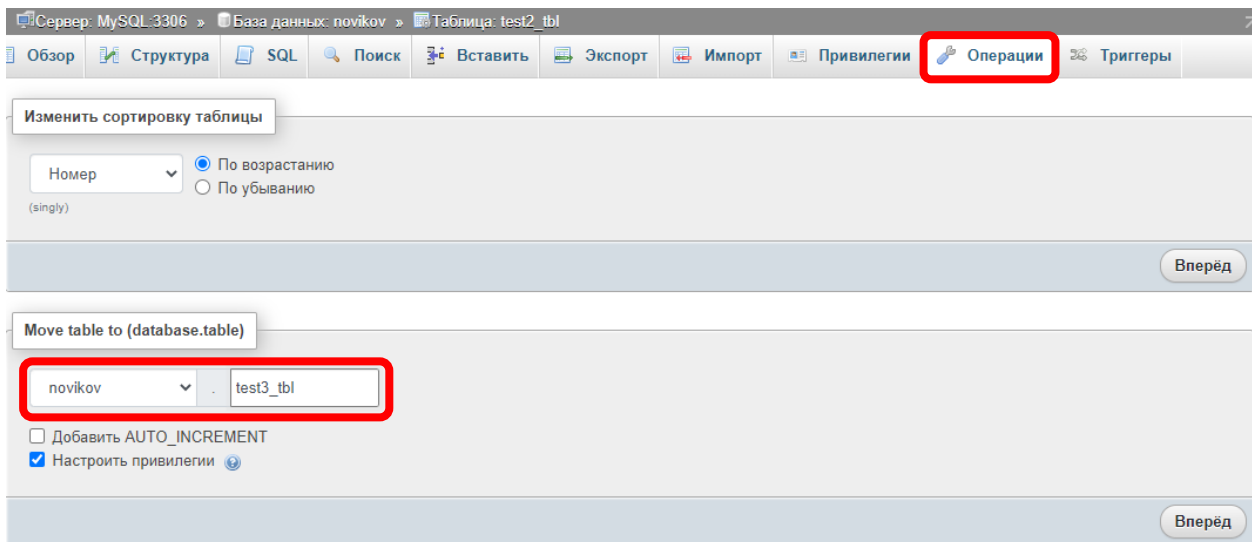 Сервер: MySQL:3306 » База данных: novikov » Таблица: test2_tbl
Обзор Структура SQL Поиск Вставить Экспорт Импорт Привилегии Операции Триггеры
Изменить сортировку таблицы
Номер
По возрастанию
По убыванию
(singly)
Вперёд
Move table to (database.table)
novikov . test3_tbl
Добавить AUTO_INCREMENT
Настроить привилегии
Вперёд